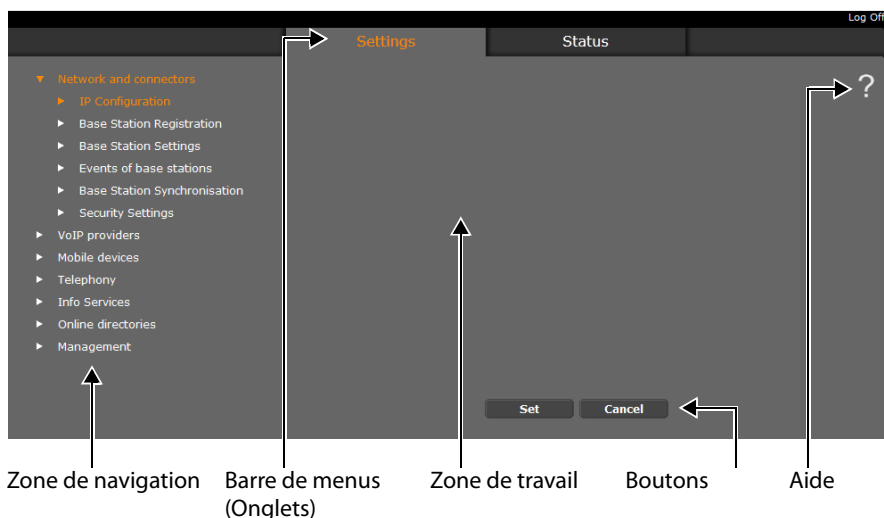 Log Off
Settings
Status
Network and connectors
IP Configuration
Base Station Registration
Base Station Settings
Events of base stations
Base Station Synchronisation
Security Settings
VoIP providers
Mobile devices
Telephony
Info Services
Online directories
Management
?
Set
Cancel
Zone de navigation
Barre de menus
(Onglets)
Zone de travail
Boutons
Aide